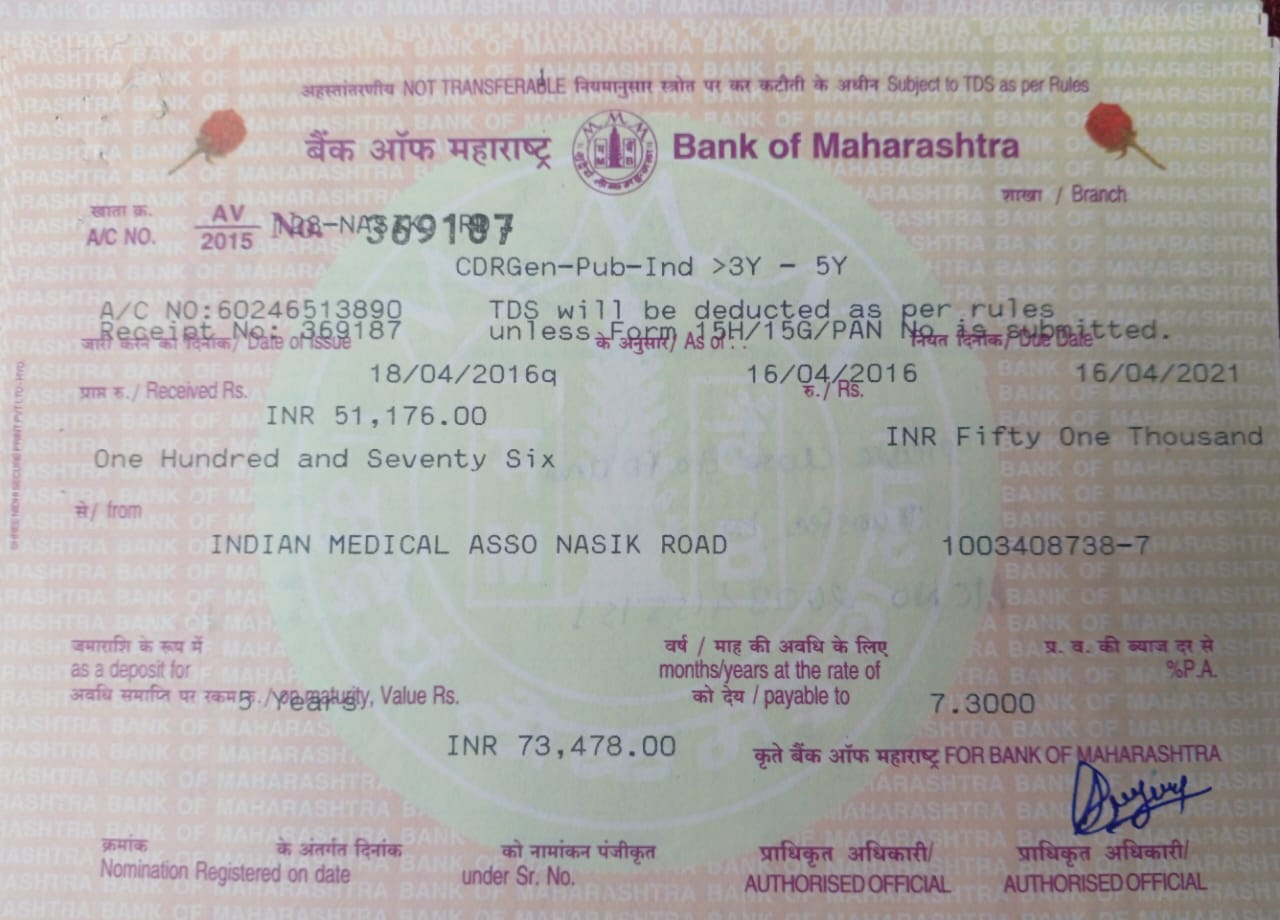 अहस्तांतरणीय NOT TRANSFERABLE नियमानुसार स्त्रोत पर कर कटौती के अधीन Subject to TDS as per Rules
बैंक ऑफ महाराष्ट्र Bank of Maharashtra
शाखा / Branch
खाता क्र. AV
A/C NO. 2015 No. 369187
CDRGen-Pub-Ind >3Y - 5Y
A/C NO:60246513890 TDS will be deducted as per rules
Receipt No: 369187 unless Form 15H/15G/PAN No is submitted.
जारी करने का दिनांक/ Date of Issue के अनुसार/ As of : . नियत दिनांक/ Due Date
18/04/2016q 16/04/2016 16/04/2021
प्राप्त रु./ Received Rs. रु./ Rs.
INR 51,176.00
INR Fifty One Thousand
One Hundred and Seventy Six
से/ from
INDIAN MEDICAL ASSO NASIK ROAD 1003408738-7
जमाराशि के रूप में वर्ष / माह की अवधि के लिए प्र. व. की ब्याज दर से
as a deposit for months/years at the rate of %P.A.
अवधि समाप्ति पर रकम रु./on maturity, Value Rs. को देय / payable to
5 Years 7.3000
INR 73,478.00
कृते बैंक ऑफ महाराष्ट्र FOR BANK OF MAHARASHTRA
क्रमांक के अंतर्गत दिनांक को नामांकन पंजीकृत प्राधिकृत अधिकारी/ प्राधिकृत अधिकारी/
Nomination Registered on date under Sr. No. AUTHORISED OFFICIAL AUTHORISED OFFICIAL